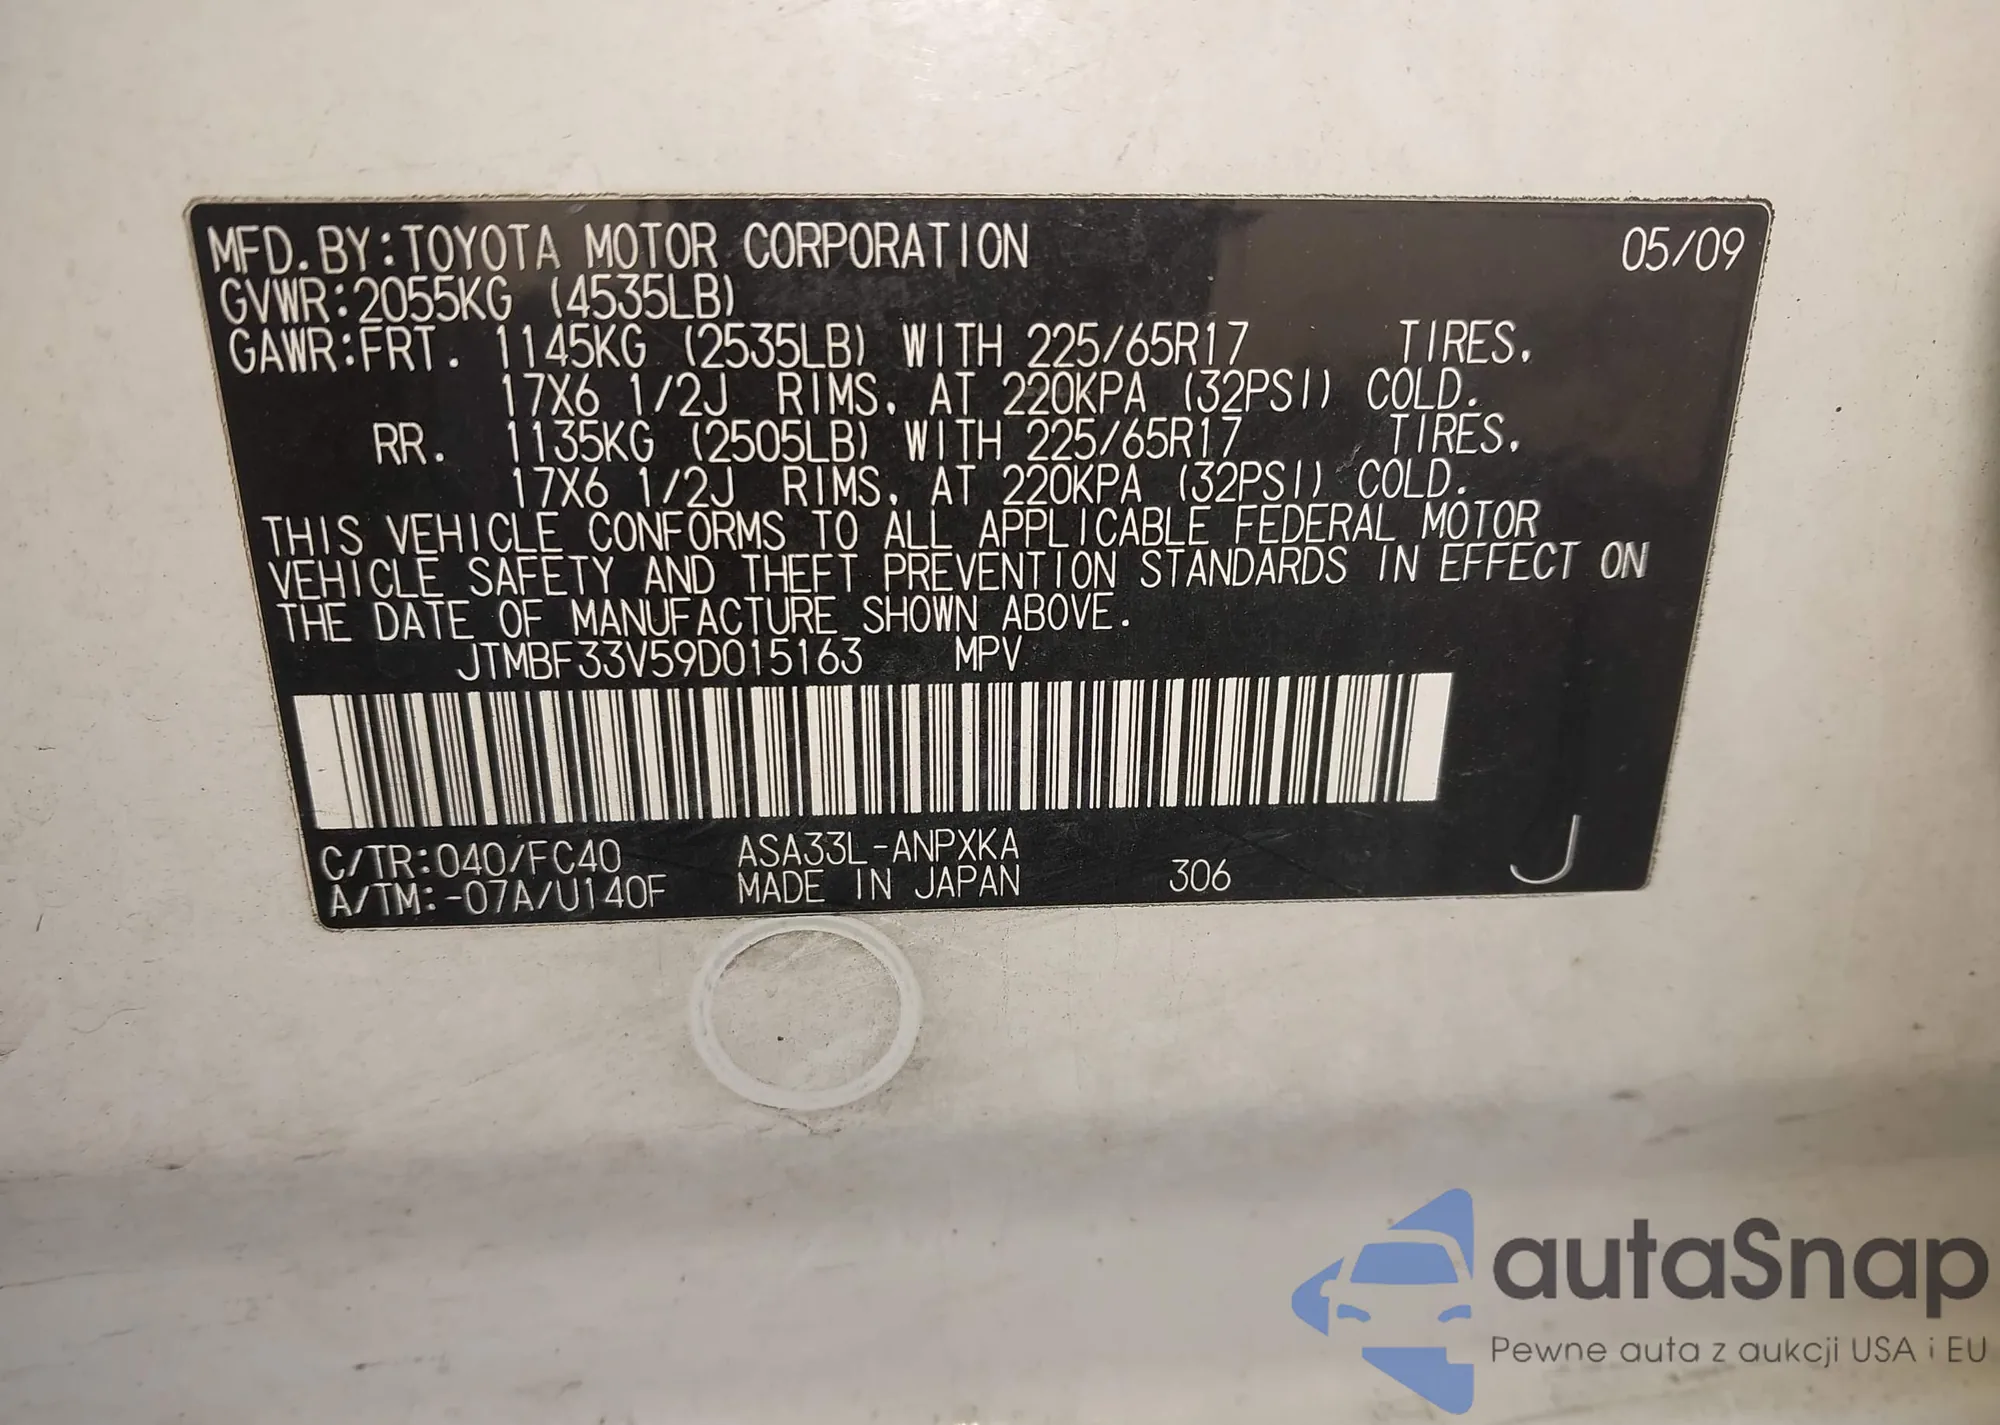 MFD.BY:TOYOTA MOTOR CORPORATION 05/09
GVWR:2055KG (4535LB)
GAWR:FRT. 1145KG (2535LB) WITH 225/65R17 TIRES.
17X6 1/2J RIMS. AT 220KPA (32PSI) COLD.
RR. 1135KG (2505LB) WITH 225/65R17 TIRES.
17X6 1/2J RIMS. AT 220KPA (32PSI) COLD.
THIS VEHICLE CONFORMS TO ALL APPLICABLE FEDERAL MOTOR
VEHICLE SAFETY AND THEFT PREVENTION STANDARDS IN EFFECT ON
THE DATE OF MANUFACTURE SHOWN ABOVE.
JTMBF33V59D015163 MPV
C/TR:040/FC40 ASA33L-ANPXKA
A/TM:-07A/U140F MADE IN JAPAN 306 J
autaSnap
Pewne auta z aukcji USA i EU